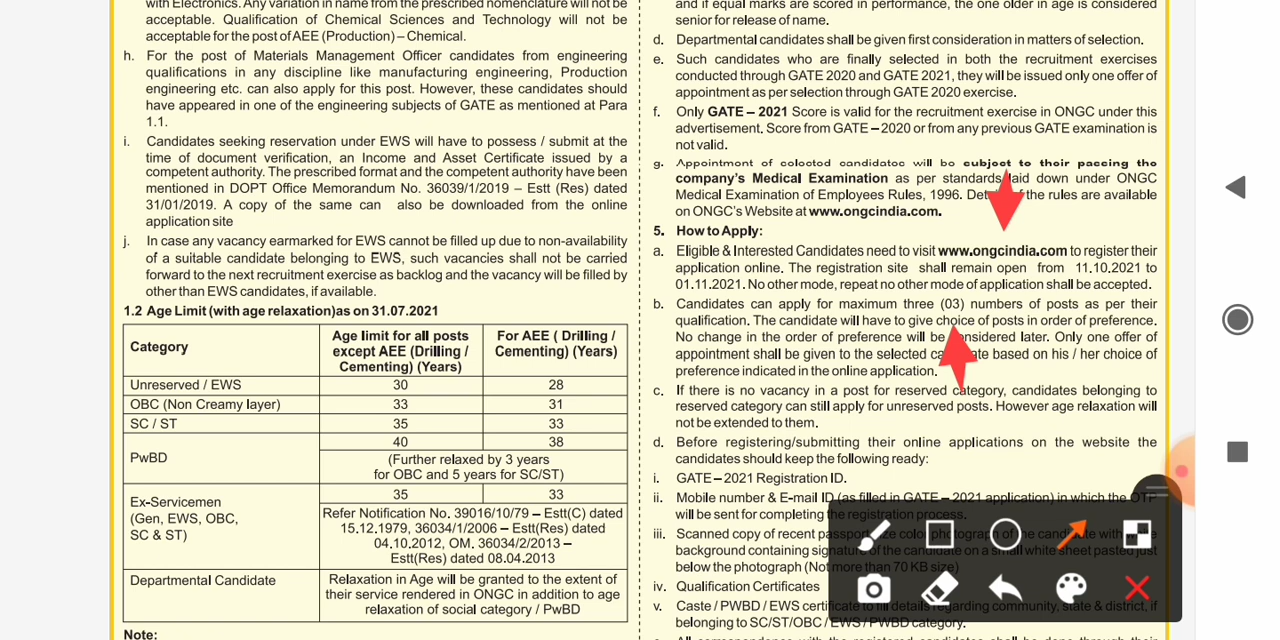 with Electronics. Any variation in name from the prescribed nomenclature will not be
acceptable. Qualification of Chemical Sciences and Technology will not be
acceptable for the post of AEE (Production) – Chemical.
h. For the post of Materials Management Officer candidates from engineering
qualifications in any discipline like manufacturing engineering, Production
engineering etc. can also apply for this post. However, these candidates should
have appeared in one of the engineering subjects of GATE as mentioned at Para
1.1.
i. Candidates seeking reservation under EWS will have to possess / submit at the
time of document verification, an Income and Asset Certificate issued by a
competent authority. The prescribed format and the competent authority have been
mentioned in DOPT Office Memorandum No. 36039/1/2019 – Estt (Res) dated
31/01/2019. A copy of the same can also be downloaded from the online
application site
j. In case any vacancy earmarked for EWS cannot be filled up due to non-availability
of a suitable candidate belonging to EWS, such vacancies shall not be carried
forward to the next recruitment exercise as backlog and the vacancy will be filled by
other than EWS candidates, if available.
1.2 Age Limit (with age relaxation)as on 31.07.2021
Category
Age limit for all posts
except AEE (Drilling /
Cementing) (Years)
For AEE ( Drilling /
Cementing) (Years)
Unreserved / EWS 30 28
OBC (Non Creamy layer) 33 31
SC / ST 35 33
PwBD
40 38
(Further relaxed by 3 years
for OBC and 5 years for SC/ST)
Ex-Servicemen
(Gen, EWS, OBC,
SC & ST)
35 33
Refer Notification No. 39016/10/79 – Estt(C) dated
15.12.1979, 36034/1/2006 – Estt(Res) dated
04.10.2012, OM. 36034/2/2013 –
Estt(Res) dated 08.04.2013
Departmental Candidate
Relaxation in Age will be granted to the extent of
their service rendered in ONGC in addition to age
relaxation of social category / PwBD
Note:
and if equal marks are scored in performance, the one older in age is considered
senior for release of name.
d. Departmental candidates shall be given first consideration in matters of selection.
e. Such candidates who are finally selected in both the recruitment exercises
conducted through GATE 2020 and GATE 2021, they will be issued only one offer of
appointment as per selection through GATE 2020 exercise.
f. Only GATE – 2021 Score is valid for the recruitment exercise in ONGC under this
advertisement. Score from GATE – 2020 or from any previous GATE examination is
not valid.
g. Appointment of selected candidates will be subject to their passing the
company's Medical Examination as per standards laid down under ONGC
Medical Examination of Employees Rules, 1996. of the rules are available
on ONGC's Website at www.ongcindia.com.
5. How to Apply:
a. Eligible & Interested Candidates need to visit www.ongcindia.com to register their
application online. The registration site shall remain open from 11.10.2021 to
01.11.2021. No other mode, repeat no other mode of application shall be accepted.
b. Candidates can apply for maximum three (03) numbers of posts as per their
qualification. The candidate will have to give choice of posts in order of preference.
No change in the order of preference will be considered later. Only one offer of
appointment shall be given to the selected candidate based on his / her choice of
preference indicated in the online application.
c. If there is no vacancy in a post for reserved category, candidates belonging to
reserved category can still apply for unreserved posts. However age relaxation will
not be extended to them.
d. Before registering/submitting their online applications on the website the
candidates should keep the following ready:
i. GATE – 2021 Registration ID.
ii. Mobile number & E-mail ID (as filled in GATE – 2021 application) in which the OTP
will be sent for completing the registration process.
iii. Scanned copy of recent passport size color photograph of the candidate with white
background containing signature of the candidate on a small white sheet pasted just
below the photograph (Not more than 70 KB size)
iv. Qualification Certificates
v. Caste / PWBD / EWS certificate to fill details regarding community, state & district, if
belonging to SC/ST/OBC / EWS / PWBD category.
All correspondence with the registered candidates shall be done through their